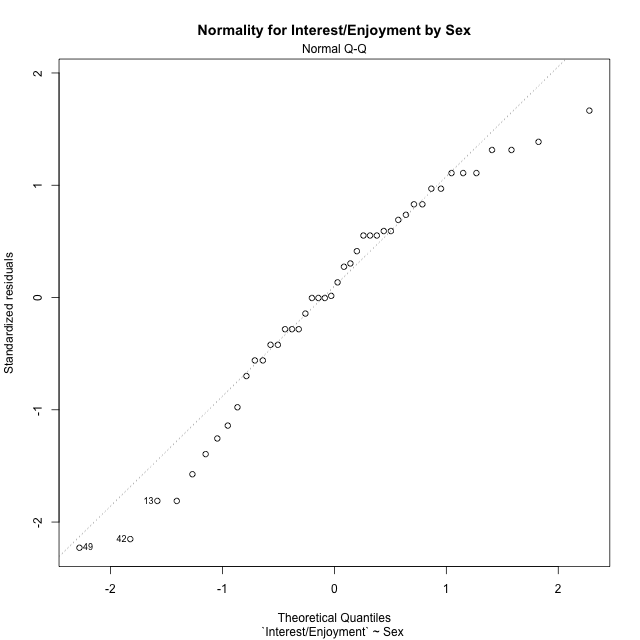 Normality for Interest/Enjoyment by Sex
Normal Q-Q
2
1
0
-1
-2
Standardized residuals
13
42
49
-2
-1
0
1
2
Theoretical Quantiles
`Interest/Enjoyment` ~ Sex